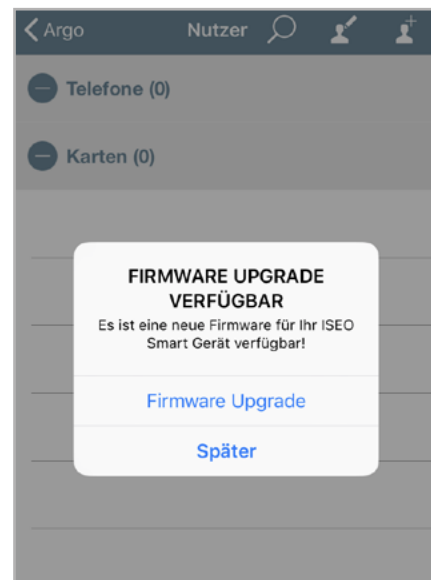 Argo Nutzer
Telefone (0)
Karten (0)
FIRMWARE UPGRADE
VERFÜGBAR
Es ist eine neue Firmware für Ihr ISEO
Smart Gerät verfügbar!
Firmware Upgrade
Später